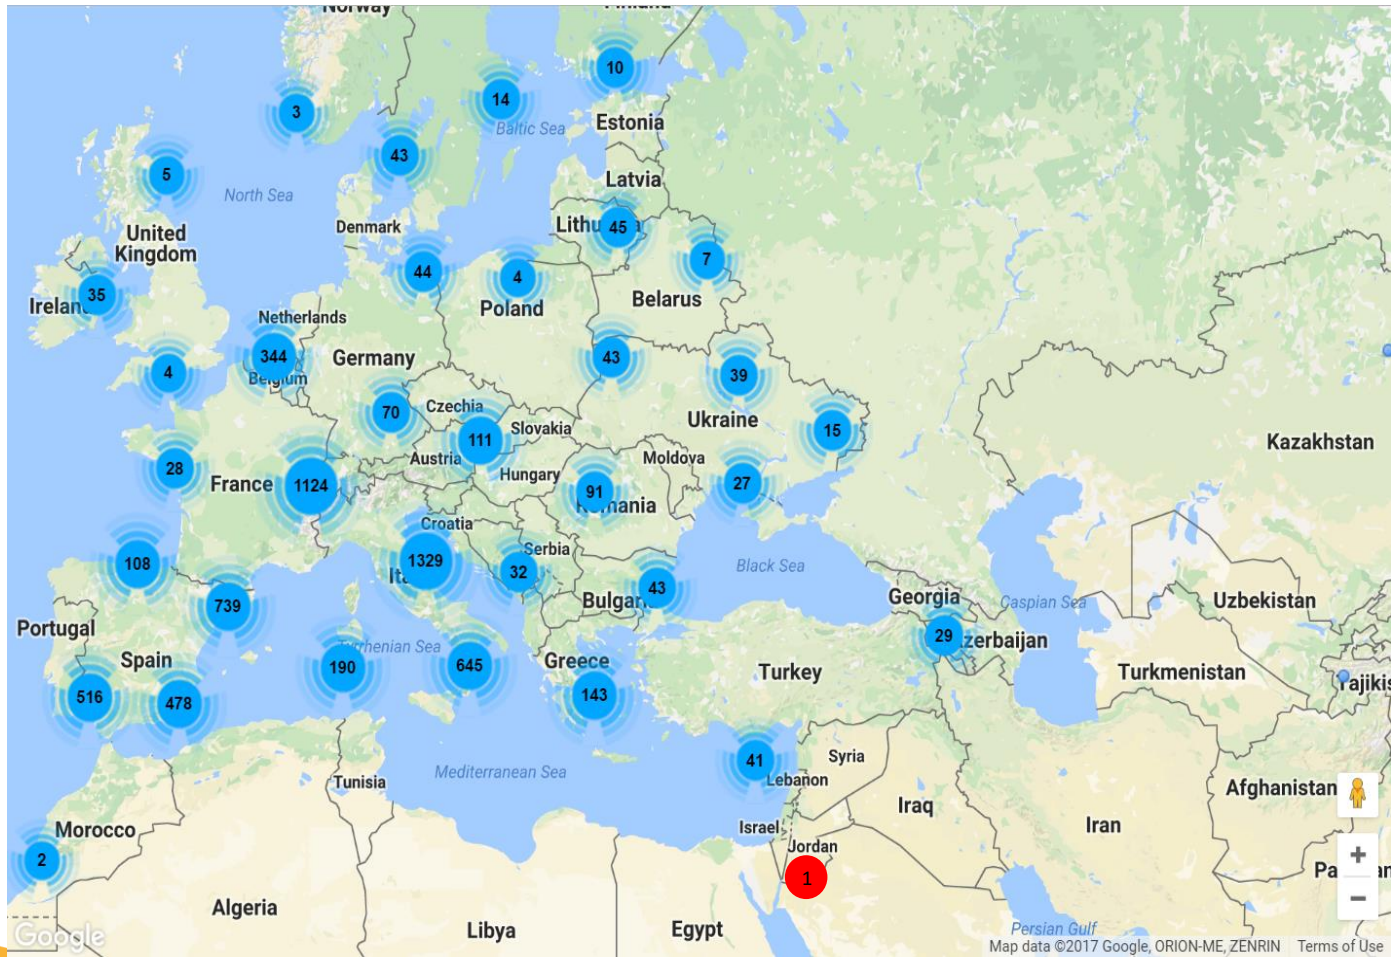 Norway
Finland
10
14
3
Baltic Sea
Estonia
43
5
Latvia
North Sea
Denmark
45
United
Kingdom
7
44
4
35
Belarus
Poland
Netherlands
344
Germany
43
4
39
Belgium
70
Czechia
Ukraine
15
111
Slovakia
Kazakhstan
Austria
Moldova
28
Hungary
France
1124
27
91
Croatia
Serbia
1329
108
32
Black Sea
43
Georgia
Caspian Sea
Uzbekistan
739
Portugal
29
Azerbaijan
Tyrrhenian Sea
Spain
Greece
190
645
Turkey
Turkmenistan
516
478
143
41
Syria
Mediterranean Sea
Tunisia
Lebanon
Afghanistan
Iraq
Israel
Iran
Morocco
Jordan
2
1
Algeria
Libya
Egypt
Persian Gulf
+
−
Google
Map data ©2017 Google, ORION-ME, ZENRIN
Terms of Use